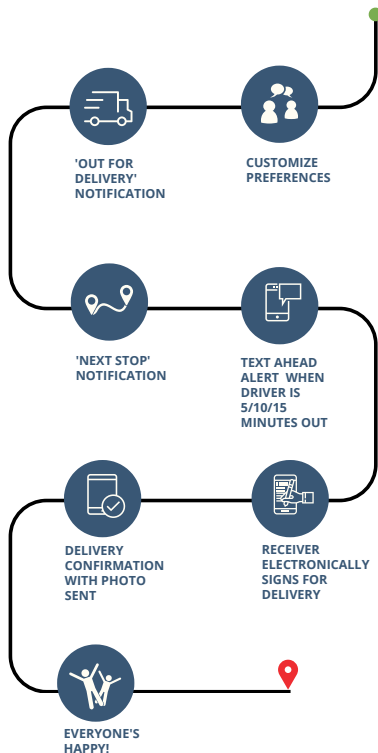 CUSTOMIZE
PREFERENCES
'OUT FOR
DELIVERY'
NOTIFICATION
'NEXT STOP'
NOTIFICATION
TEXT AHEAD
ALERT WHEN
DRIVER IS
5/10/15
MINUTES OUT
RECEIVER
ELECTRONICALLY
SIGNS FOR
DELIVERY
DELIVERY
CONFIRMATION
WITH PHOTO
SENT
EVERYONE'S
HAPPY!